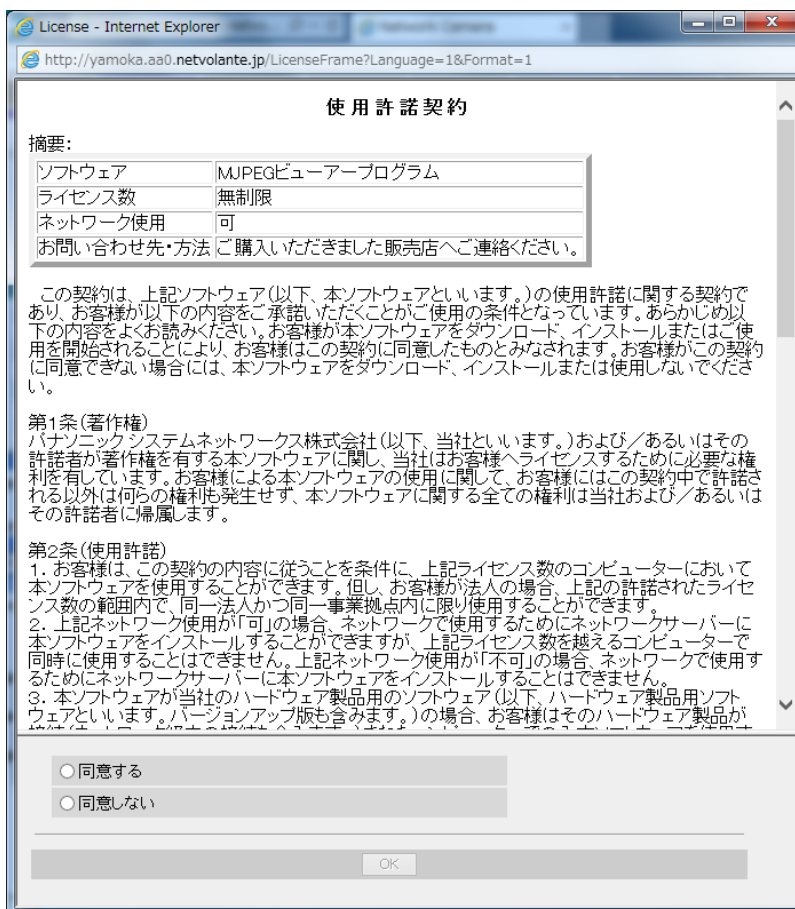 License - Internet Explorer
Network Camera
http://yamoka.aa0.netvolante.jp/LicenseFrame?Language=1&Format=1
使用許諾契約
摘要:
ソフトウェア MJPEGビューアープログラム
ライセンス数 無制限
ネットワーク使用 可
お問い合わせ先・方法 ご購入いただきました販売店へご連絡ください。
この契約は、上記ソフトウェア(以下、本ソフトウェアといいます。)の使用許諾に関する契約で
あり、お客様が以下の内容をご承諾いただくことがご使用の条件となっています。あらかじめ以
下の内容をよくお読みください。お客様が本ソフトウェアをダウンロード、インストールまたはご使
用を開始されることにより、お客様はこの契約に同意したものとみなされます。お客様がこの契約
に同意できない場合には、本ソフトウェアをダウンロード、インストールまたは使用しないでくださ
い。
第1条(著作権)
パナソニック システムネットワークス株式会社(以下、当社といいます。)および/あるいはその
許諾者が著作権を有する本ソフトウェアに関し、当社はお客様へライセンスするために必要な権
利を有しています。お客様による本ソフトウェアの使用に関して、お客様にはこの契約中で許諾さ
れる以外は何らの権利も発生せず、本ソフトウェアに関する全ての権利は当社および/あるいは
その許諾者に帰属します。
第2条(使用許諾)
1. お客様は、この契約の内容に従うことを条件に、上記ライセンス数のコンピューターにおいて
本ソフトウェアを使用することができます。但し、お客様が法人の場合、上記の許諾されたライセ
ンス数の範囲内で、同一法人かつ同一事業拠点内に限り使用することができます。
2. 上記ネットワーク使用が「可」の場合、ネットワークで使用するためにネットワークサーバーに
本ソフトウェアをインストールすることができますが、上記ライセンス数を越えるコンピューターで
同時に使用することはできません。上記ネットワーク使用が「不可」の場合、ネットワークで使用す
るためにネットワークサーバーに本ソフトウェアをインストールすることはできません。
3. 本ソフトウェアが当社のハードウェア製品用のソフトウェア(以下、ハードウェア製品用ソフト
ウェアといいます。バージョンアップ版も含みます。)の場合、お客様はそのハードウェア製品が
同意する
同意しない
OK